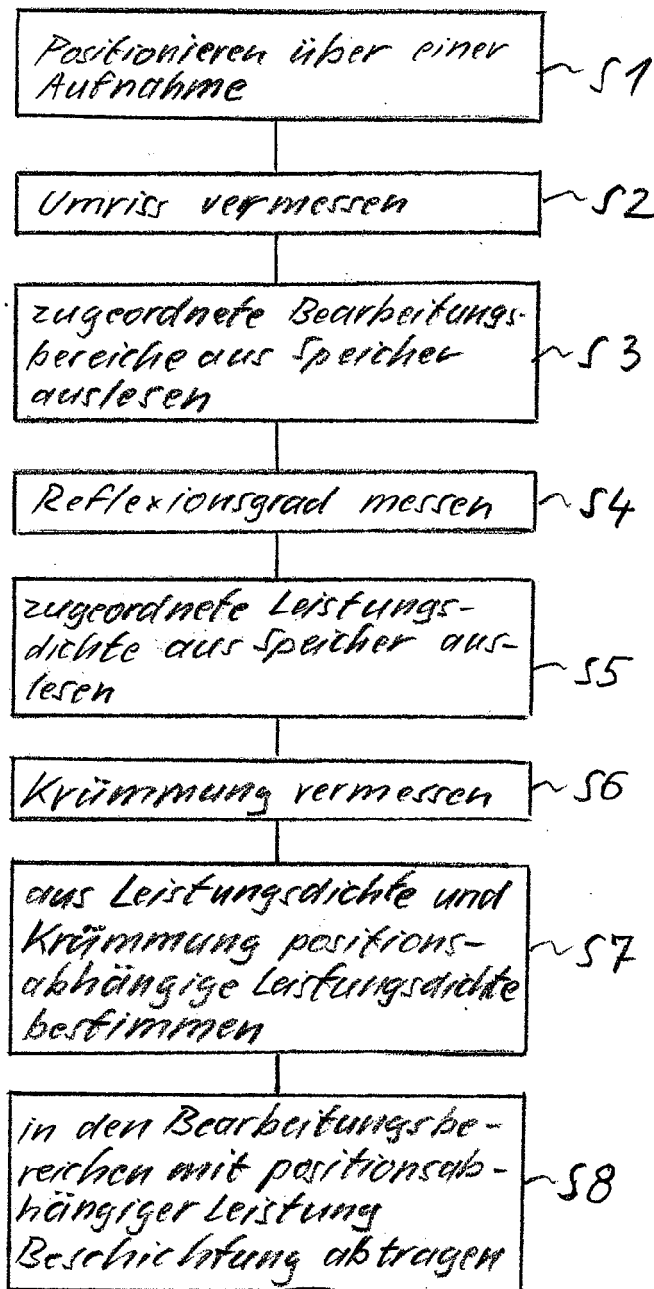 Positionieren über einer
Aufnahme
S1
Umriss vermessen
S2
zugeordnete Bearbeitungs-
bereiche aus Speicher
auslesen
S3
Reflexionsgrad messen
S4
zugeordnete Leistungs-
dichte aus Speicher aus-
lesen
S5
Krümmung vermessen
S6
aus Leistungsdichte und
Krümmung positions-
abhängige Leistungsdichte
bestimmen
S7
in den Bearbeitungsbe-
reichen mit positionsab-
hängiger Leistung
Beschichtung abtragen
S8